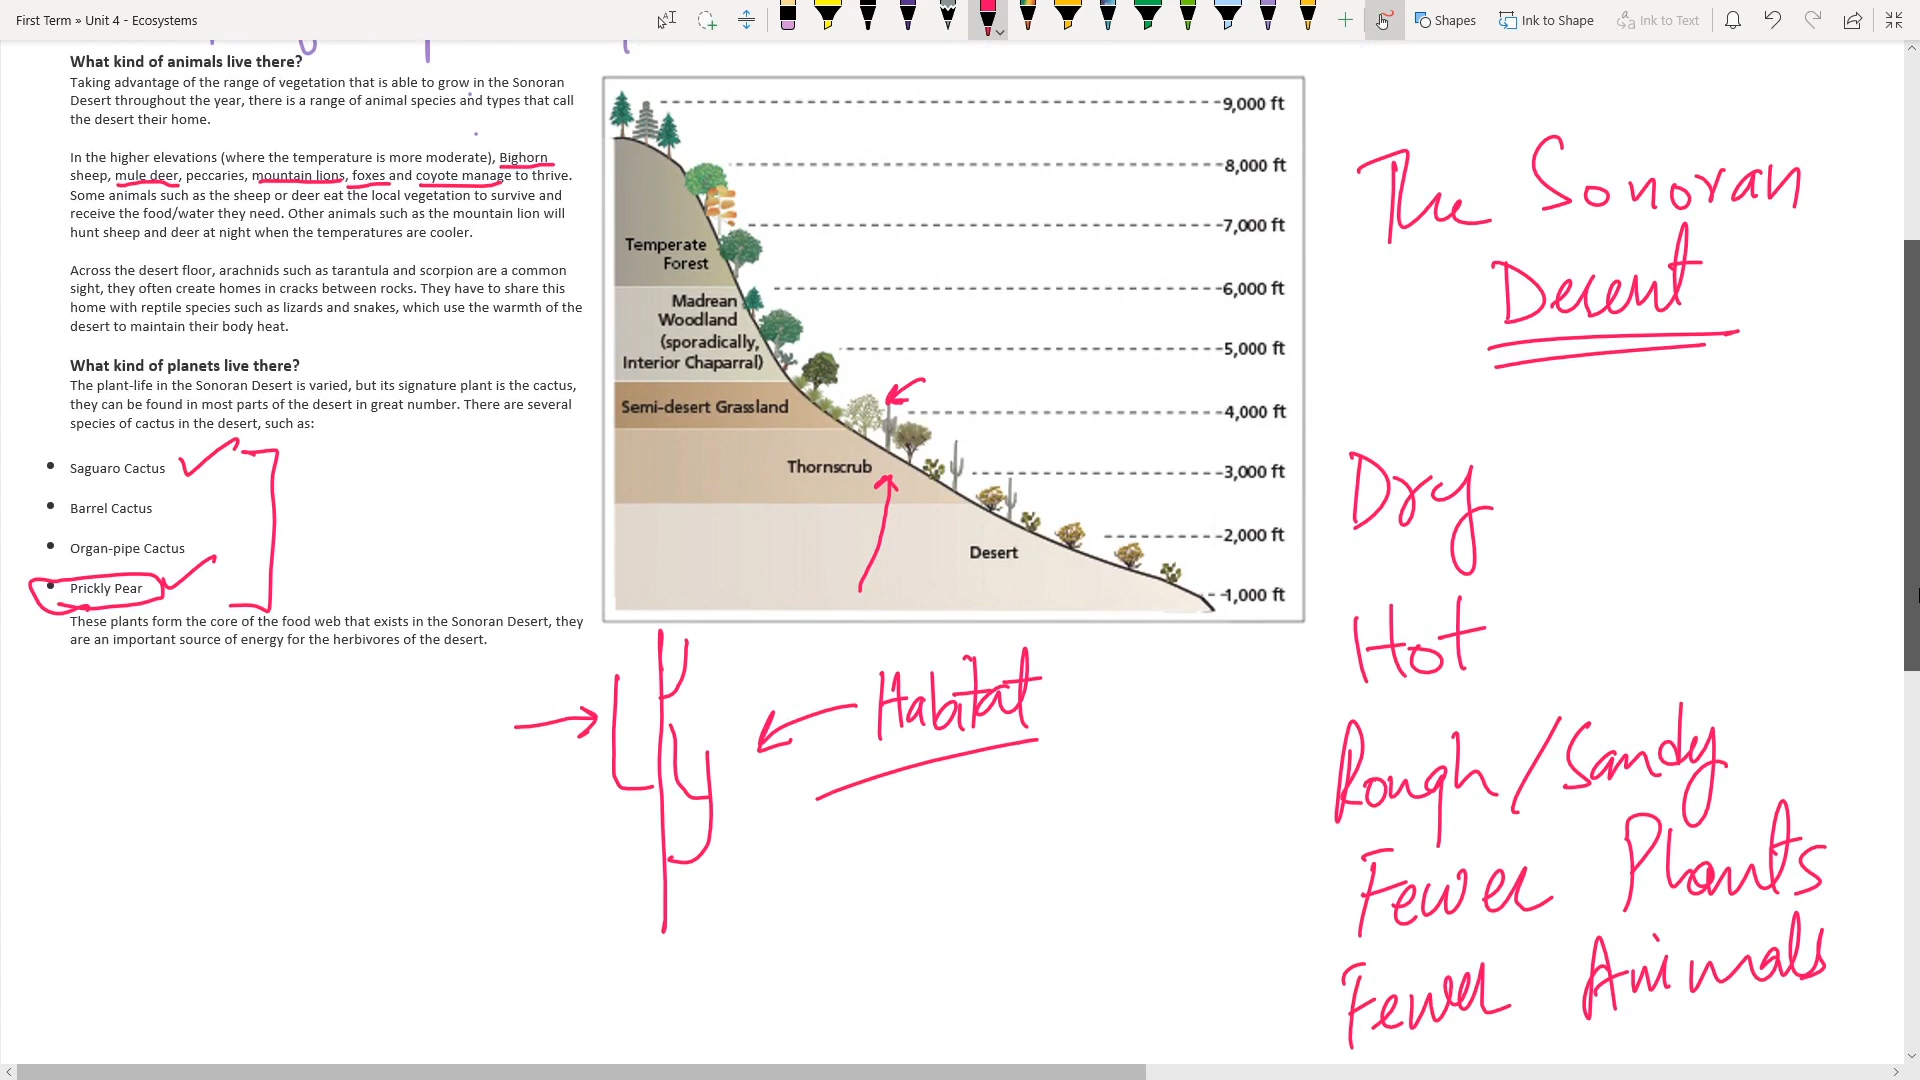 First Term » Unit 4 - Ecosystems
Shapes
Ink to Shape
Ink to Text
What kind of animals live there?
Taking advantage of the range of vegetation that is able to grow in the Sonoran
Desert throughout the year, there is a range of animal species and types that call
the desert their home.
In the higher elevations (where the temperature is more moderate), Bighorn
sheep, mule deer, peccaries, mountain lions, foxes and coyote manage to thrive.
Some animals such as the sheep or deer eat the local vegetation to survive and
receive the food/water they need. Other animals such as the mountain lion will
hunt sheep and deer at night when the temperatures are cooler.
Across the desert floor, arachnids such as tarantula and scorpion are a common
sight, they often create homes in cracks between rocks. They have to share this
home with reptile species such as lizards and snakes, which use the warmth of the
desert to maintain their body heat.
What kind of planets live there?
The plant-life in the Sonoran Desert is varied, but its signature plant is the cactus,
they can be found in most parts of the desert in great number. There are several
species of cactus in the desert, such as:
• Saguaro Cactus
• Barrel Cactus
• Organ-pipe Cactus
• Prickly Pear
These plants form the core of the food web that exists in the Sonoran Desert, they
are an important source of energy for the herbivores of the desert.
9,000 ft
8,000 ft
7,000 ft
Temperate
Forest
6,000 ft
Madrean
Woodland
(sporadically,
Interior Chaparral)
5,000 ft
Semi-desert Grassland
4,000 ft
Thornscrub
3,000 ft
2,000 ft
Desert
1,000 ft
Habitat
The Sonoran
Desert
Dry
Hot
Rough/Sandy
Fewer Plants
Fewer Animals